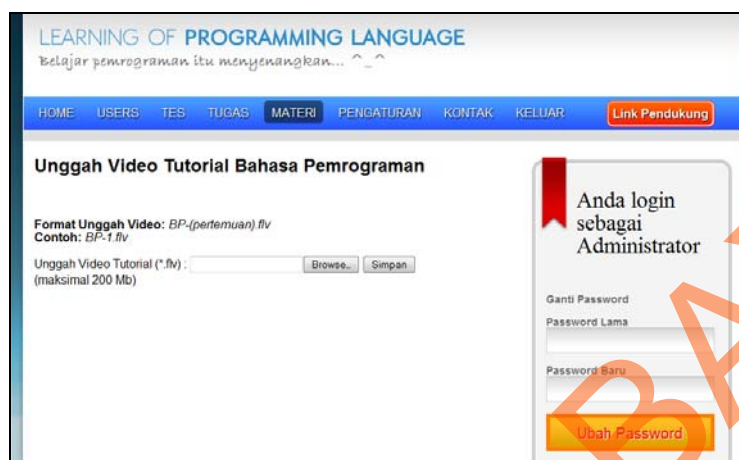 LEARNING OF PROGRAMMING LANGUAGE
Belajar pemrograman itu menyenangkan... ^_^
HOME USERS TES TUGAS MATERI PENGATURAN KONTAK KELUAR Link Pendukung
Unggah Video Tutorial Bahasa Pemrograman
Format Unggah Video: BP-(pertemuan).flv
Contoh: BP-1.flv
Unggah Video Tutorial (*.flv) : Browse_ Simpan
(maksimal 200 Mb)
Anda login
sebagai
Administrator
Ganti Password
Password Lama
Password Baru
Ubah Password